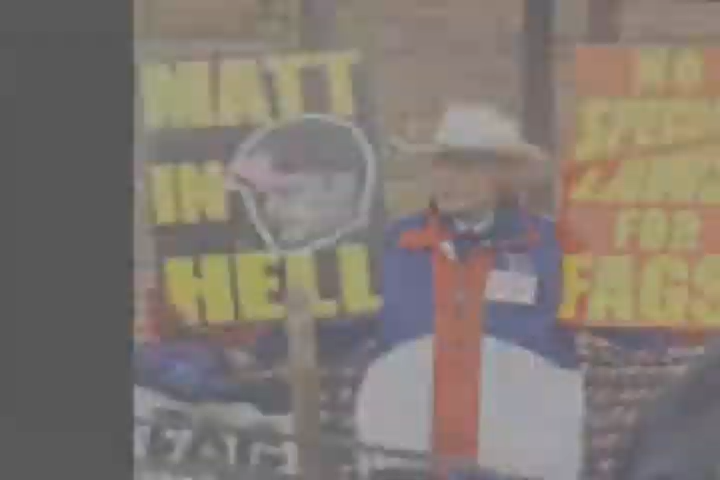 MATT
IN
HELL
NO
SPECIAL
LAWS
FOR
FAGS